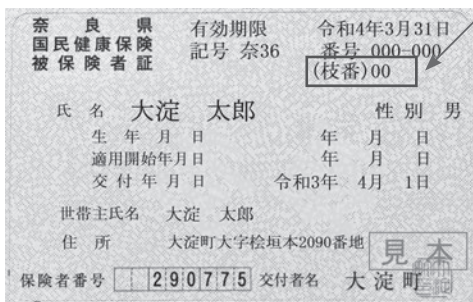 奈良県 有効期限 令和4年3月31日
国民健康保険 記号 奈36 番号 000-000
被保険者証 (枝番)00
氏名 大淀 太郎 性別 男
生年月日 年 月 日
適用開始年月日 年 月 日
交付年月日 令和3年 4月 1日
世帯主氏名 大淀 太郎
住所 大淀町大字桧垣本2090番地
見本
保険者番号 290775 交付者名 大淀町